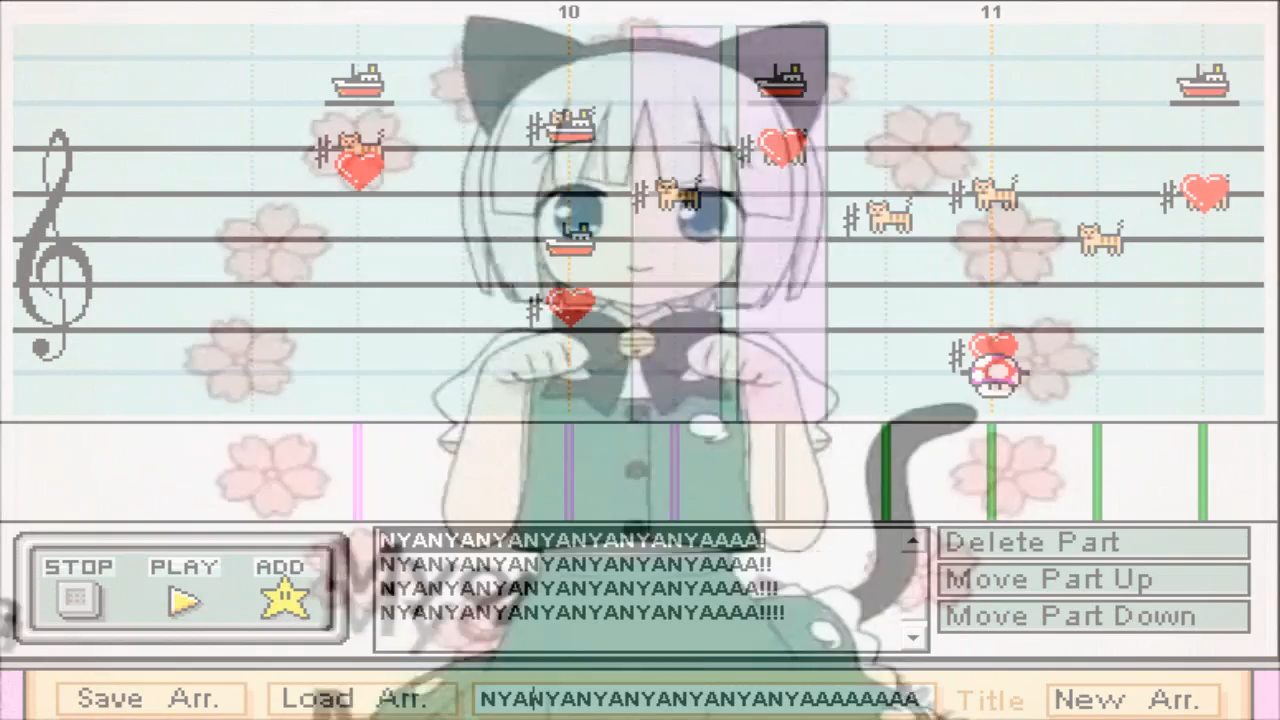 10 11
STOP PLAY ADD
NYANYANYANYANYANYANYAAAA!
NYANYANYANYANYANYANYAAAA!!
NYANYANYANYANYANYANYAAAA!!!
NYANYANYANYANYANYANYAAAA!!!!
Delete Part
Move Part Up
Move Part Down
Save Arr. Load Arr. NYANYANYANYANYANYANYAAAAAAAA Title New Arr.